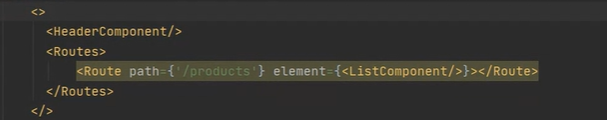 <>
<HeaderComponent/>
<Routes>
<Route path={'/products'} element={<ListComponent/>}></Route>
</Routes>
</>